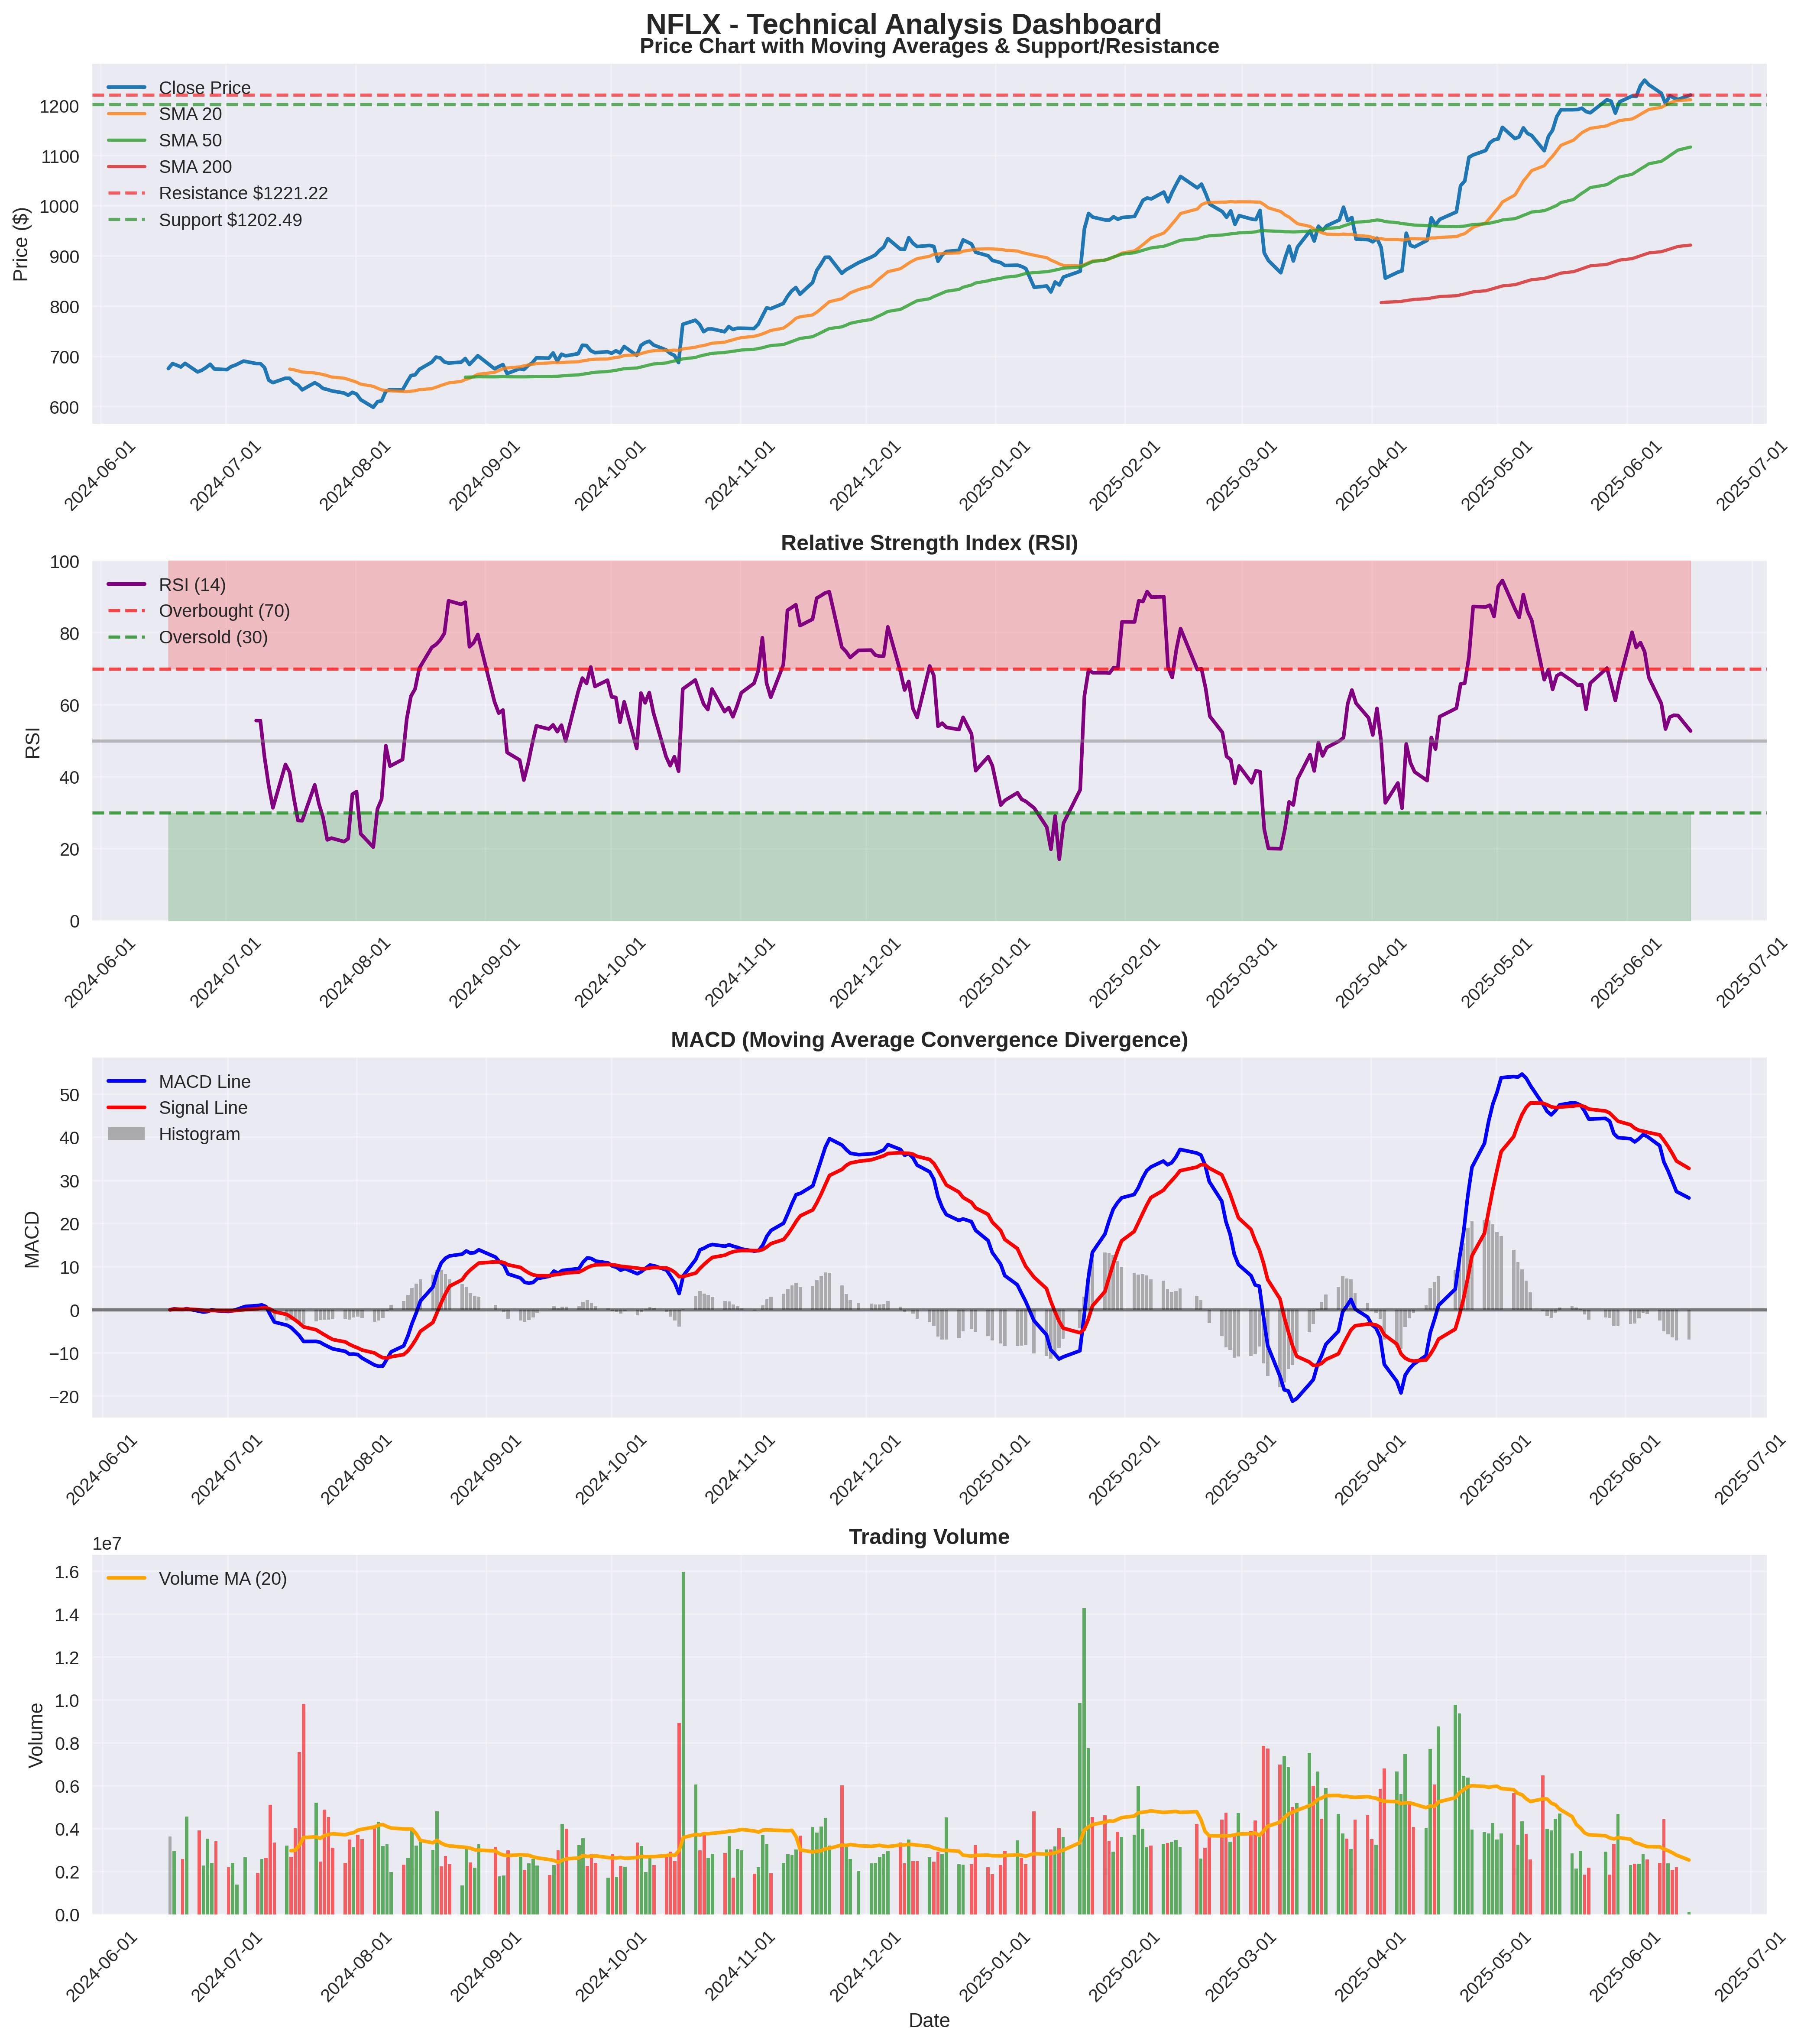 NFLX - Technical Analysis Dashboard
Price Chart with Moving Averages & Support/Resistance
Close Price
SMA 20
SMA 50
SMA 200
Resistance $1221.22
Support $1202.49
Price ($)
1200
1100
1000
900
800
700
600
2024-06-01 2024-07-01 2024-08-01 2024-09-01 2024-10-01 2024-11-01 2024-12-01 2025-01-01 2025-02-01 2025-03-01 2025-04-01 2025-05-01 2025-06-01 2025-07-01
Relative Strength Index (RSI)
RSI (14)
Overbought (70)
Oversold (30)
RSI
100
80
60
40
20
0
2024-06-01 2024-07-01 2024-08-01 2024-09-01 2024-10-01 2024-11-01 2024-12-01 2025-01-01 2025-02-01 2025-03-01 2025-04-01 2025-05-01 2025-06-01 2025-07-01
MACD (Moving Average Convergence Divergence)
MACD Line
Signal Line
Histogram
MACD
50
40
30
20
10
0
−10
−20
2024-06-01 2024-07-01 2024-08-01 2024-09-01 2024-10-01 2024-11-01 2024-12-01 2025-01-01 2025-02-01 2025-03-01 2025-04-01 2025-05-01 2025-06-01 2025-07-01
Trading Volume
1e7
Volume MA (20)
Volume
1.6
1.4
1.2
1.0
0.8
0.6
0.4
0.2
0.0
2024-06-01 2024-07-01 2024-08-01 2024-09-01 2024-10-01 2024-11-01 2024-12-01 2025-01-01 2025-02-01 2025-03-01 2025-04-01 2025-05-01 2025-06-01 2025-07-01
Date